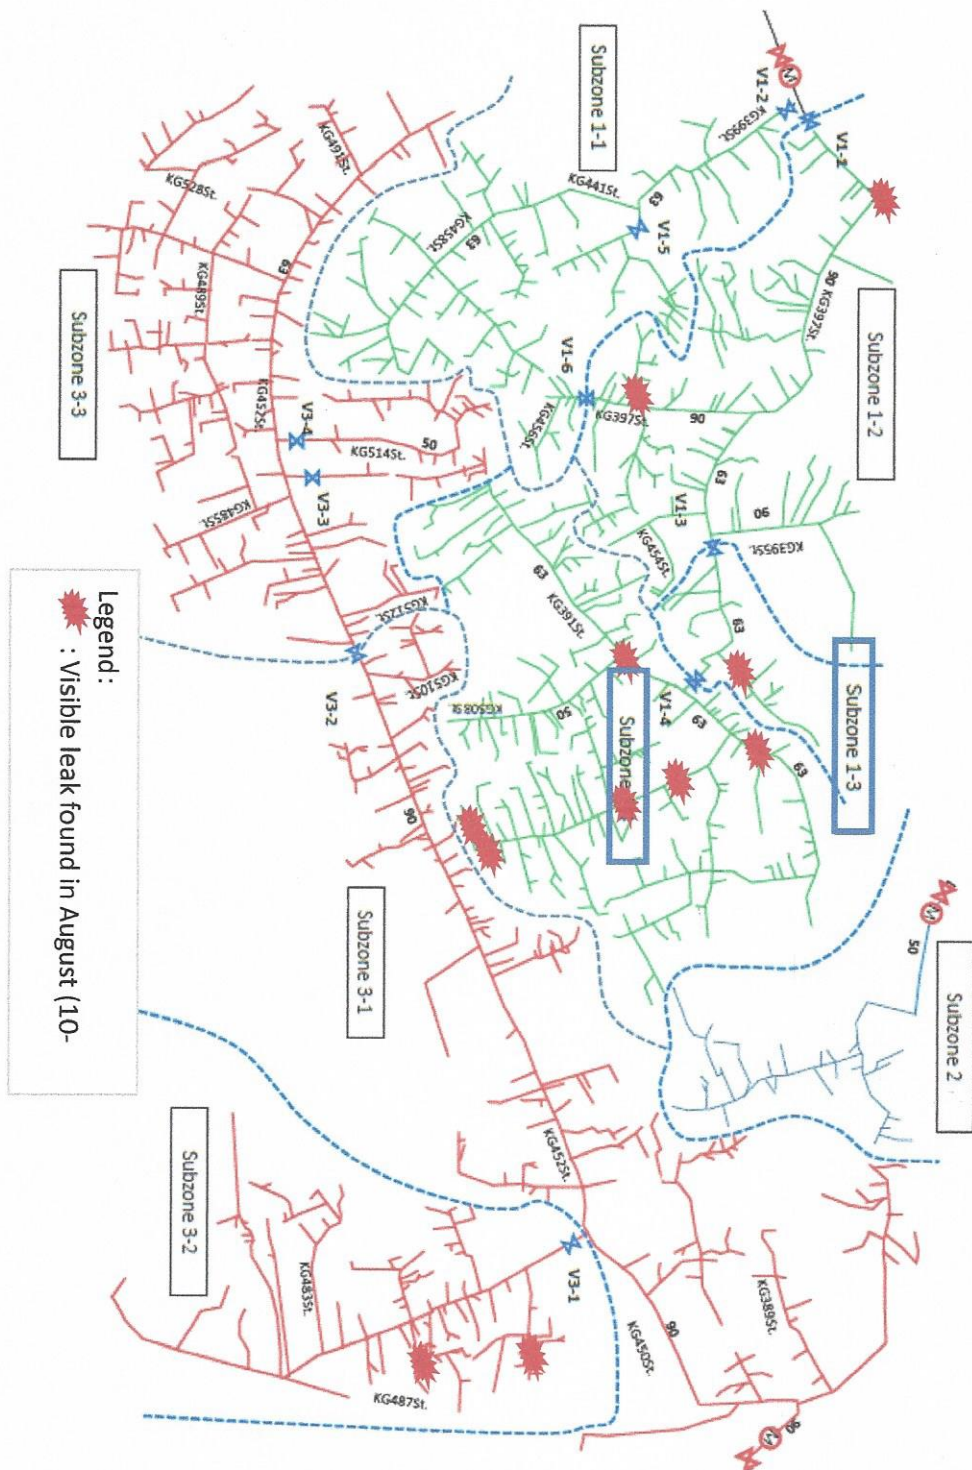 Subzone 1-1
V1-2
M
KG399St.
V1-1
63
KG441St.
V1-5
KG458St.
63
90
KG397St.
Subzone 1-2
KG491St.
KG528St.
63
KG489St.
Subzone 3-3
KG452St.
V3-4
50
KG514St.
V3-3
KG485St.
V1-6
KG456St.
KG397St.
90
63
V1-3
90
KG395St.
KG454St.
63
KG391St.
63
Subzone 1-3
V1-4
63
63
Subzone
50
KG508St.
KG512St.
KG510St.
V3-2
90
Subzone 3-1
M
50
Subzone 2
KG452St.
V3-1
Subzone 3-2
KG483St.
KG487St.
KG450St.
90
KG389St.
90
M
Legend:
: Visible leak found in August (10-